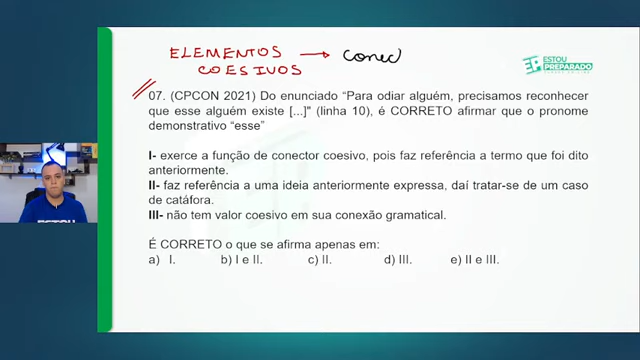 ELEMENTOS → conec
COESIVOS
ESTOU
PREPARADO
07. (CPCON 2021) Do enunciado "Para odiar alguém, precisamos reconhecer
que esse alguém existe [...]" (linha 10), é CORRETO afirmar que o pronome
demonstrativo "esse"
I- exerce a função de conector coesivo, pois faz referência a termo que foi dito
anteriormente.
II- faz referência a uma ideia anteriormente expressa, daí tratar-se de um caso
de catáfora.
III- não tem valor coesivo em sua conexão gramatical.
É CORRETO o que se afirma apenas em:
a) I. b) I e II. c) II. d) III. e) II e III.